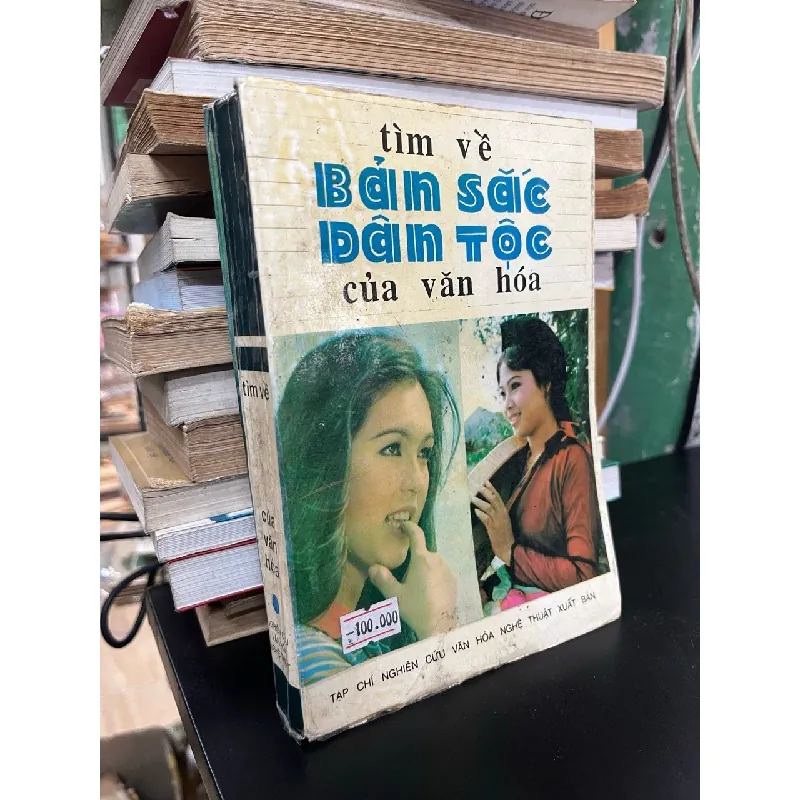 tìm về
BẢN SẮC
DÂN TỘC
của văn hóa
tìm về
của
văn
hóa
-100.000
TẠP CHÍ NGHIÊN CỨU VĂN HÓA NGHỆ THUẬT XUẤT BẢN